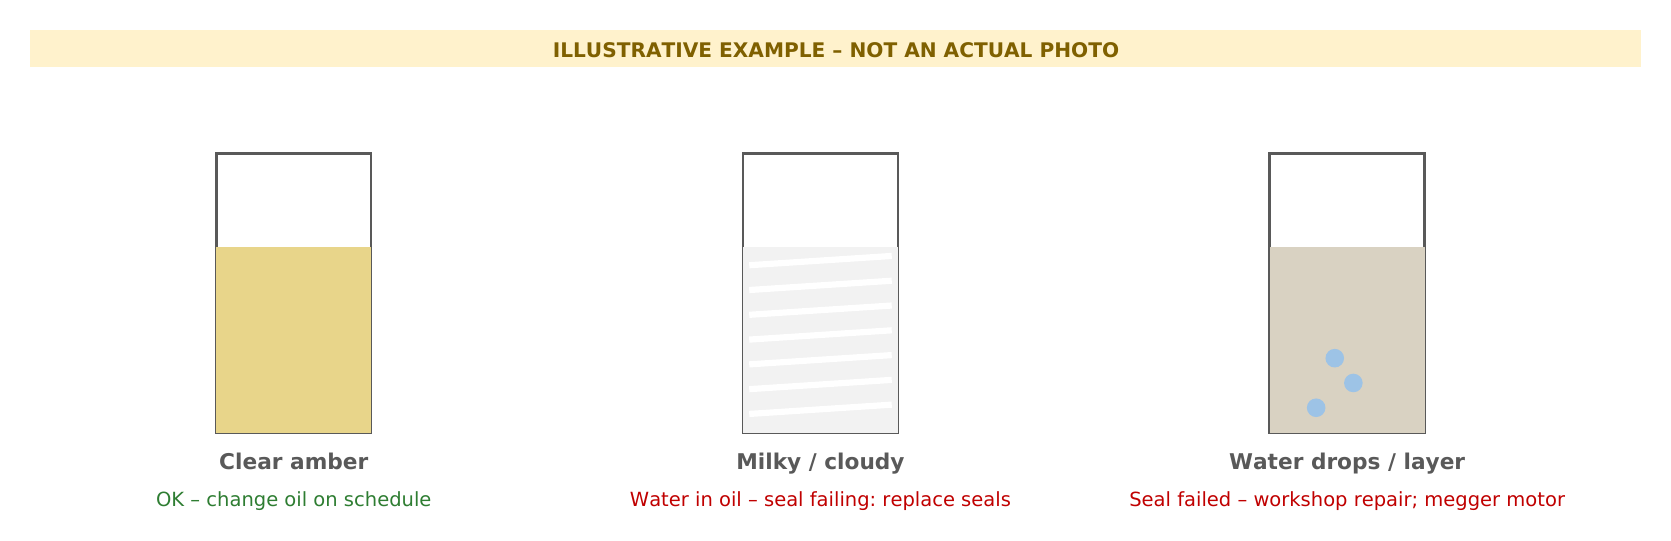 ILLUSTRATIVE EXAMPLE – NOT AN ACTUAL PHOTO
Clear amber
Milky / cloudy
Water drops / layer
OK – change oil on schedule
Water in oil – seal failing: replace seals
Seal failed – workshop repair; megger motor